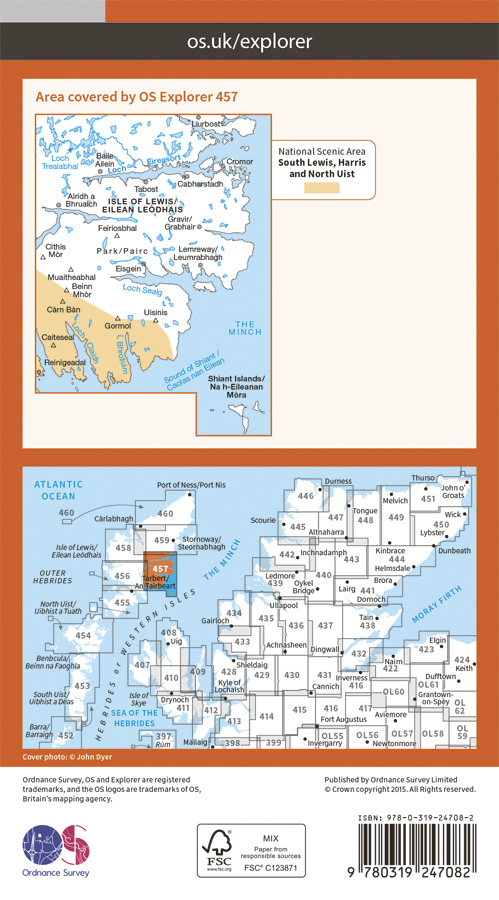 os.uk/explorer
Area covered by OS Explorer 457
Liurbost
Loch
Trealabhal
Baile
Ailein
Loch
Eireasort
Cromor
Tabost
Cabharstadh
Airidh a
Bhruaich
ISLE OF LEWIS/
EILEAN LEÒDHAIS
Gravir/
Grabhair
Feiriosbhal
Cithis
Mòr
Park/Pairc
Lemreway/
Leumrabhagh
Eisgein
Muaitheabhal
Beinn
Mhòr
Loch Sealg
Càrn Bàn
Uisinis
Gormol
THE
MINCH
Caiteseal
Loch Claidh
L Bhrolluim
Reinigeadal
Sound of Shiant /
Caolas nan Eilean
Shiant Islands/
Na h-Eileanan
Mòra
National Scenic Area
South Lewis, Harris
and North Uist
ATLANTIC
OCEAN
460
Port of Ness/Port Nis
460
Càrlabhagh
459
Stornoway/
Steornabhagh
Isle of Lewis/
Eilean Leòdhais
458
457
Tarbert/
An Tairbeart
456
OUTER
HEBRIDES
455
North Uist/
Uibhist a Tuath
454
Benbcula/
Beinn na Faoghla
453
South Uist/
Uibhist a Deas
Barra/
Barraigh
452
HEBRIDES or WESTERN ISLES
THE MINCH
408
Uig
407
409
410
Isle of
Skye
Drynoch
411
412
SEA OF THE
HEBRIDES
397
Rùm
Mallaig
398
399
413
Kyle of
Lochalsh
428
Shieldaig
429
433
434
Gairloch
435
Ullapool
436
437
Achnasheen
Dingwall
430
431
Cannich
432
Inverness
414
415
416
416
Fort Augustus
417
Invergarry
OL55
OL56
Newtonmore
OL57
OL58
OL59
Aviemore
OL60
OL61
OL
62
Grantown-
on-Spey
Dufftown
Nairn
422
423
Elgin
424
Keith
MORAY FIRTH
Tain
438
Dornoch
441
Brora
Lairg
440
Oykel
Bridge
439
Ledmore
442
Inchnadamph
443
Kinbrace
444
Helmsdale
Dunbeath
445
Scourie
446
Durness
447
Altnaharra
Tongue
448
Melvich
449
Thurso
451
John o'
Groats
Wick
450
Lybster
Cover photo: © John Dyer
Ordnance Survey, OS and Explorer are registered
trademarks, and the OS logos are trademarks of OS,
Britain's mapping agency.
Published by Ordnance Survey Limited
© Crown copyright 2015. All Rights reserved.
OS
Ordnance Survey
FSC
www.fsc.org
MIX
Paper from
responsible sources
FSC® C123871
ISBN: 978-0-319-24708-2
9 780319 247082